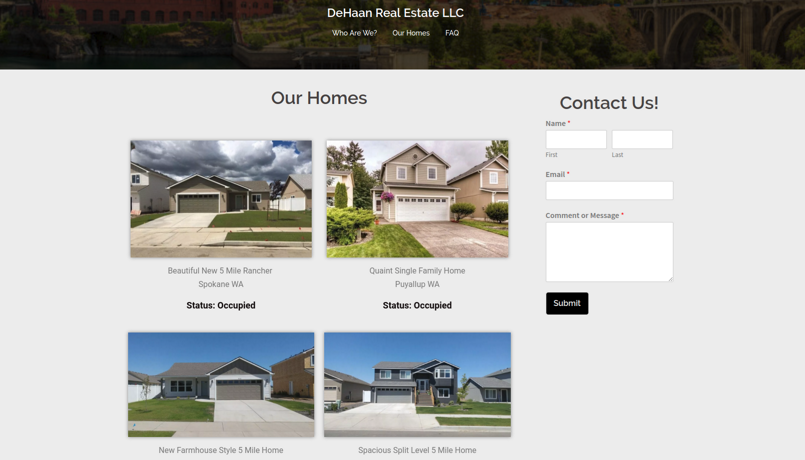 DeHaan Real Estate LLC
Who Are We? Our Homes FAQ
Our Homes
Beautiful New 5 Mile Rancher
Spokane WA
Status: Occupied
Quaint Single Family Home
Puyallup WA
Status: Occupied
New Farmhouse Style 5 Mile Home
Spacious Split Level 5 Mile Home
Contact Us!
Name *
First Last
Email *
Comment or Message *
Submit